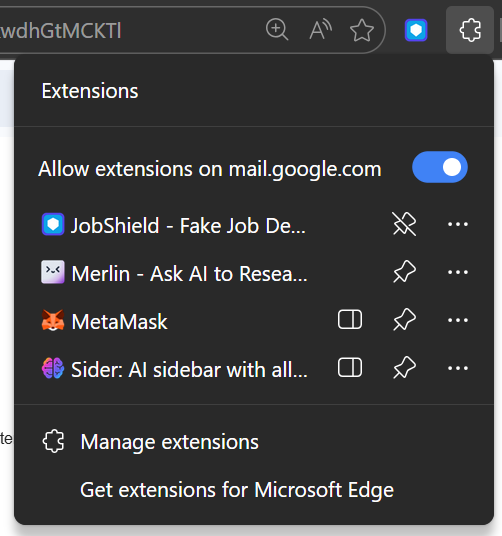 wdhGtMCKTl
Extensions
Allow extensions on mail.google.com
JobShield - Fake Job De...
Merlin - Ask AI to Resea...
MetaMask
Sider: AI sidebar with all...
Manage extensions
Get extensions for Microsoft Edge